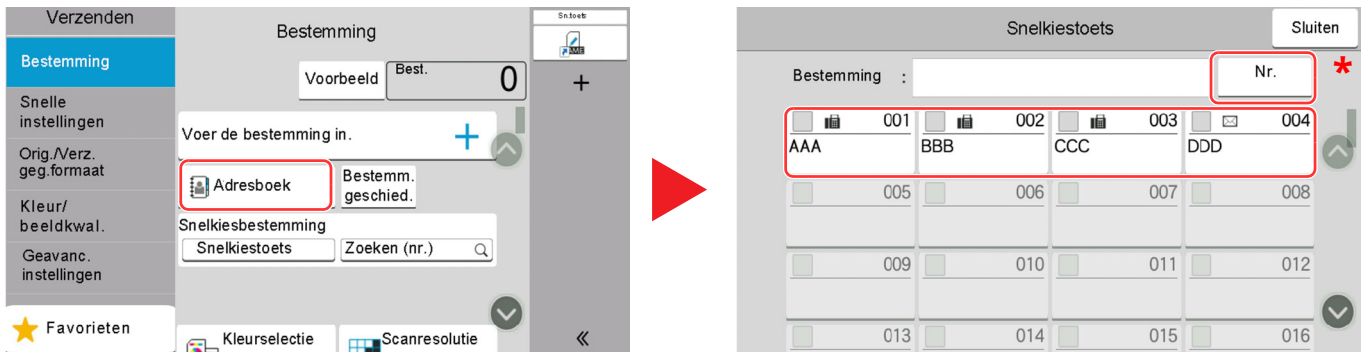 Verzenden
Bestemming
Snelle
instellingen
Orig./Verz.
geg.formaat
Kleur/
beeldkwal.
Geavanc.
instellingen
Favorieten
Bestemming
Voorbeeld
Best.
0
Voer de bestemming in.
+
Adresboek
Bestemm.
geschied.
Snelkiesbestemming
Snelkiestoets
Zoeken (nr.)
Kleurselectie
Scanresolutie
Sn.toets
+
«
Snelkiestoets
Sluiten
Bestemming :
Nr.
*
001 002 003 004
AAA BBB CCC DDD
005 006 007 008
009 010 011 012
013 014 015 016